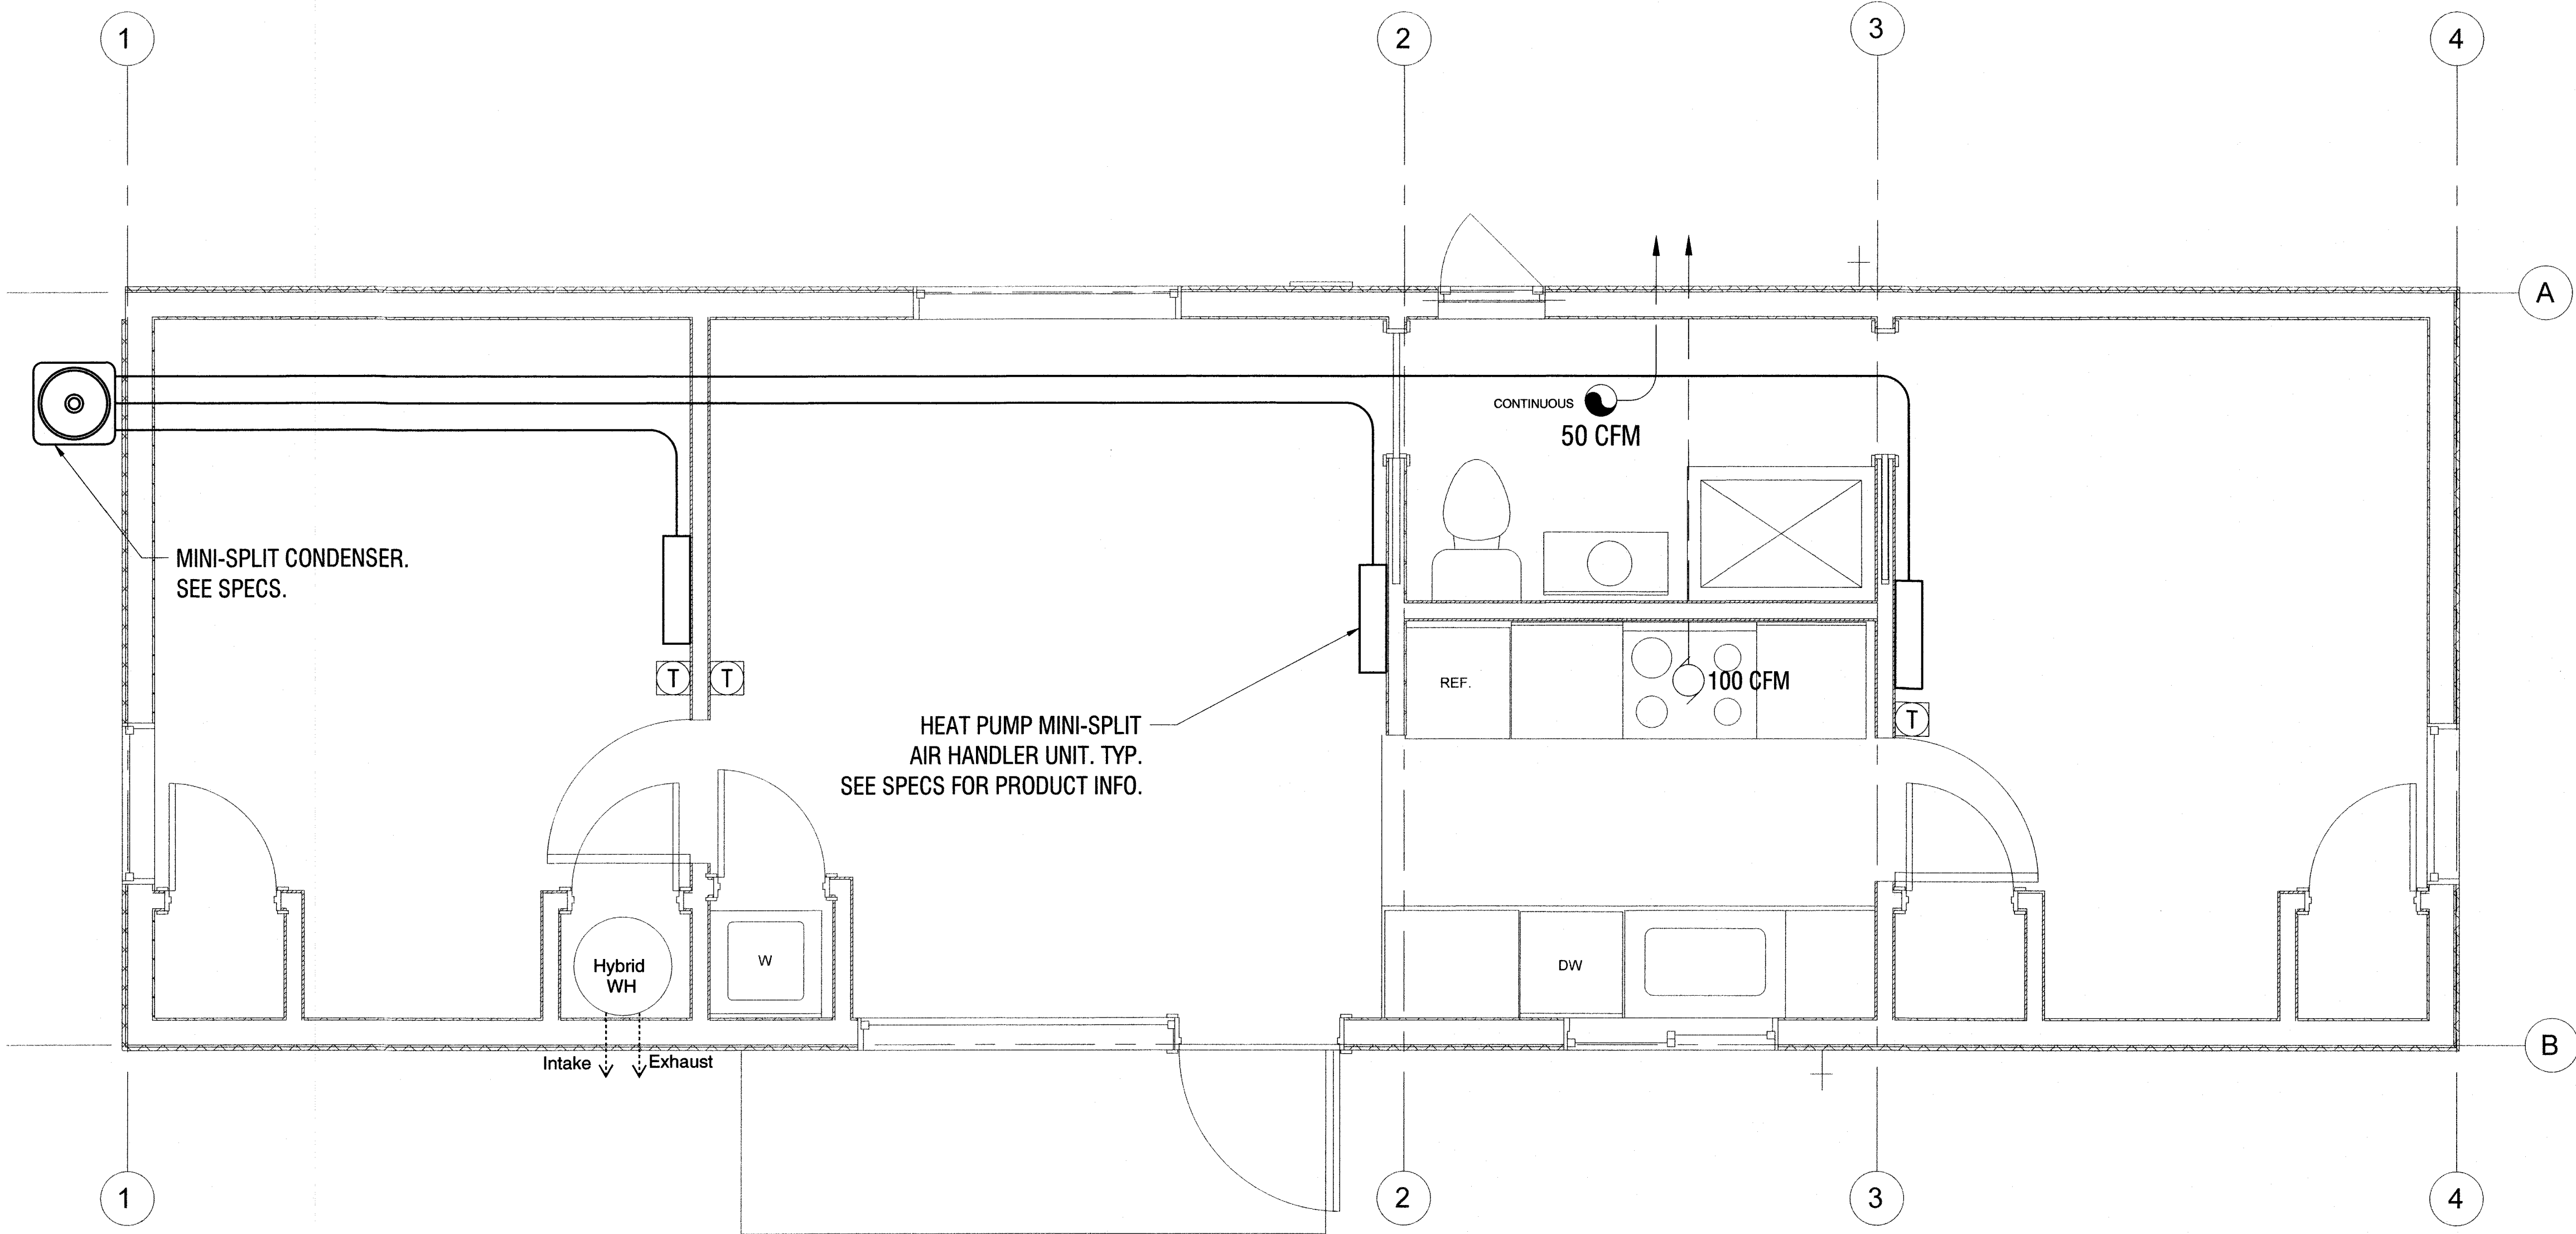 1
2
3
4
A
CONTINUOUS
50 CFM
MINI-SPLIT CONDENSER.
SEE SPECS.
T
T
REF.
100 CFM
T
HEAT PUMP MINI-SPLIT
AIR HANDLER UNIT. TYP.
SEE SPECS FOR PRODUCT INFO.
Hybrid
WH
W
DW
Intake
Exhaust
B
1
2
3
4